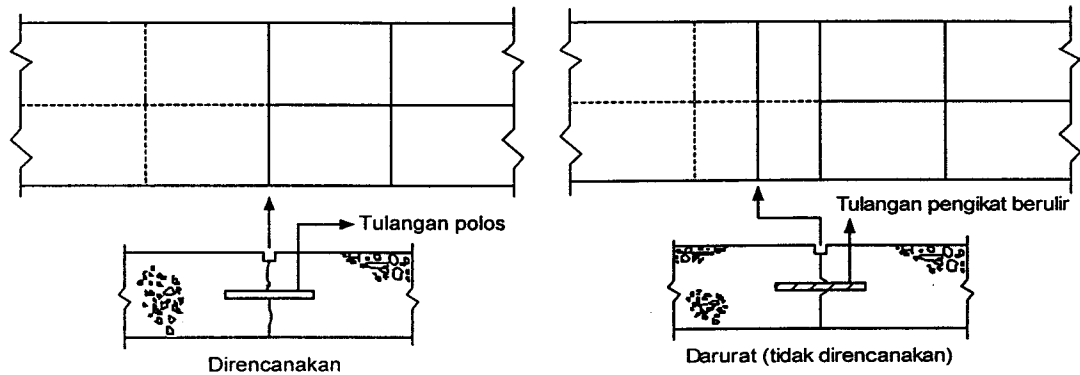 Tulangan polos
Direncanakan
Tulangan pengikat berulir
Darurat (tidak direncanakan)